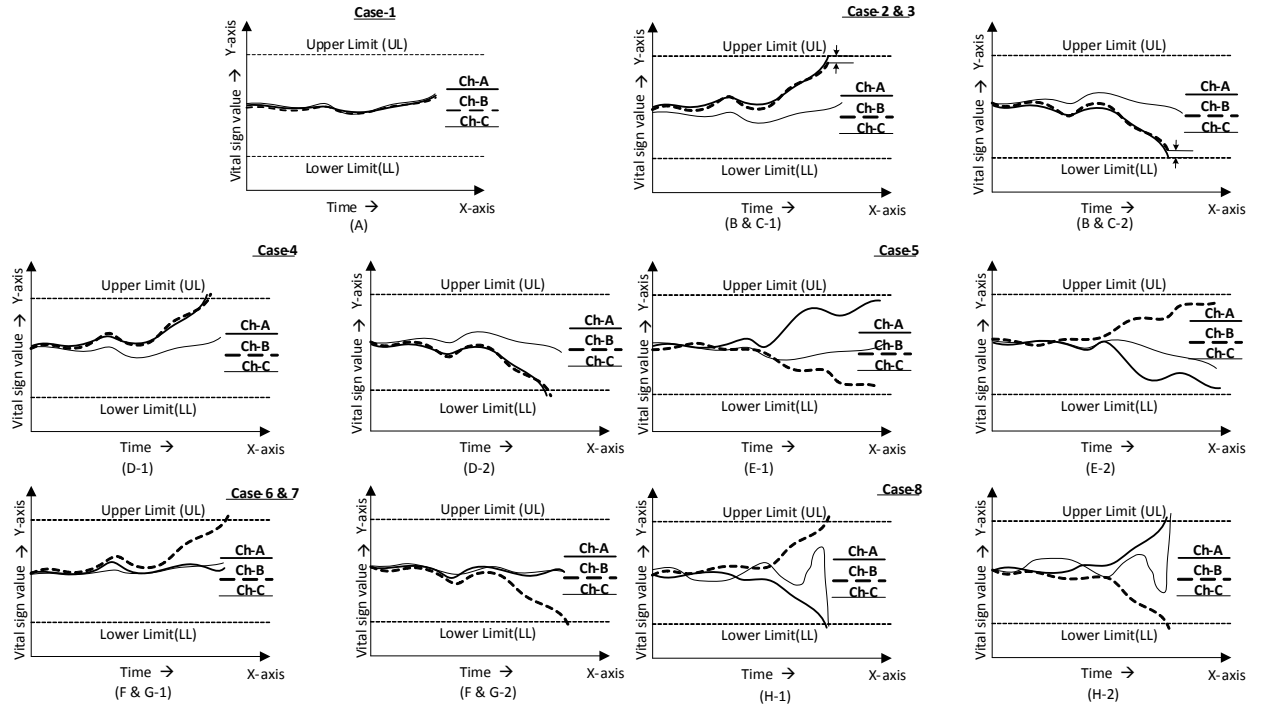 Case-1
Y-axis
Vital sign value →
Upper Limit (UL)
Ch-A
Ch-B
Ch-C
Lower Limit(LL)
Time →
X-axis
(A)
Case-2 & 3
Y-axis
Vital sign value →
Upper Limit (UL)
Ch-A
Ch-B
Ch-C
Lower Limit(LL)
Time →
X-axis
(B & C-1)
Y-axis
Vital sign value →
Upper Limit (UL)
Ch-A
Ch-B
Ch-C
Lower Limit(LL)
Time →
X-axis
(B & C-2)
Case-4
Y-axis
Vital sign value →
Upper Limit (UL)
Ch-A
Ch-B
Ch-C
Lower Limit(LL)
Time →
X-axis
(D-1)
Y-axis
Vital sign value →
Upper Limit (UL)
Ch-A
Ch-B
Ch-C
Lower Limit(LL)
Time →
X-axis
(D-2)
Case-5
Y-axis
Vital sign value →
Upper Limit (UL)
Ch-A
Ch-B
Ch-C
Lower Limit(LL)
Time →
X-axis
(E-1)
Y-axis
Vital sign value →
Upper Limit (UL)
Ch-A
Ch-B
Ch-C
Lower Limit(LL)
Time →
X-axis
(E-2)
Case-6 & 7
Y-axis
Vital sign value →
Upper Limit (UL)
Ch-A
Ch-B
Ch-C
Lower Limit(LL)
Time →
X-axis
(F & G-1)
Y-axis
Vital sign value →
Upper Limit (UL)
Ch-A
Ch-B
Ch-C
Lower Limit(LL)
Time →
X-axis
(F & G-2)
Case-8
Y-axis
Vital sign value →
Upper Limit (UL)
Ch-A
Ch-B
Ch-C
Lower Limit(LL)
Time →
X-axis
(H-1)
Y-axis
Vital sign value →
Upper Limit (UL)
Ch-A
Ch-B
Ch-C
Lower Limit(LL)
Time →
X-axis
(H-2)